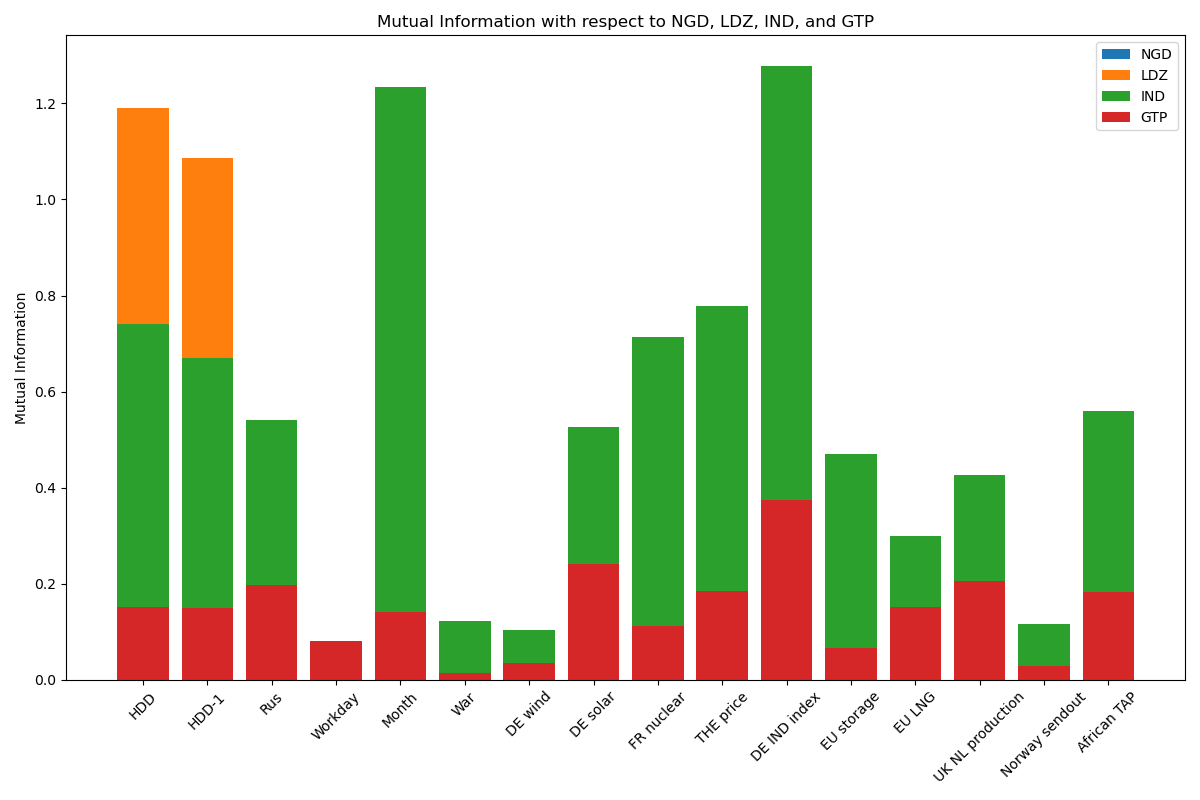 Mutual Information with respect to NGD, LDZ, IND, and GTP
NGD
LDZ
IND
GTP
Mutual Information
1.2
1.0
0.8
0.6
0.4
0.2
0.0
HDD
HDD-1
Rus
Workday
Month
War
DE wind
DE solar
FR nuclear
THE price
DE IND index
EU storage
EU LNG
UK NL production
Norway sendout
African TAP